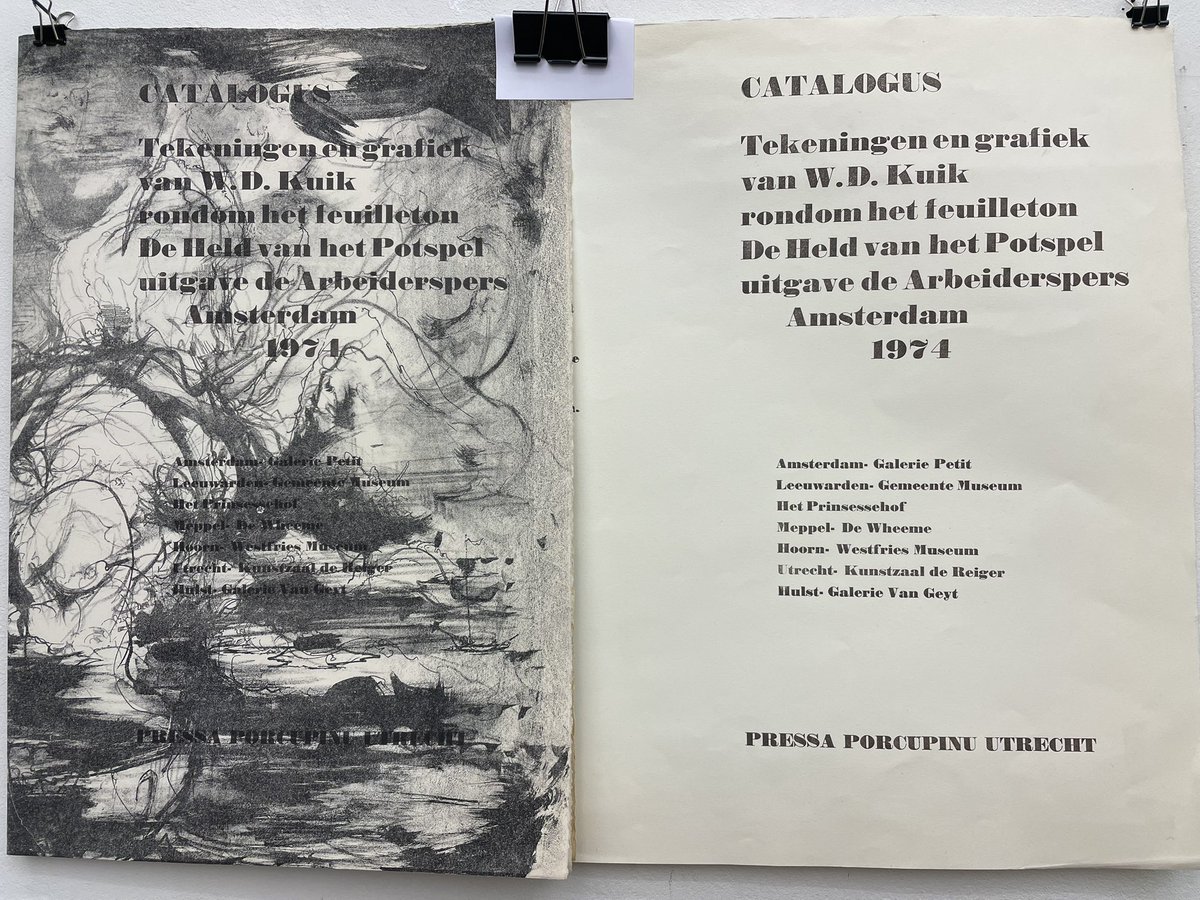 CATALOGUS
Tekeningen en grafiek
van W.D. Kuik
rondom het feuilleton
De Held van het Potspel
uitgave de Arbeiderspers
Amsterdam
1974
Amsterdam- Galerie Petit
Leeuwarden- Gemeente Museum
Het Prinsessehof
Meppel- De Wheeme
Hoorn- Westfries Museum
Utrecht- Kunstzaal de Reiger
Hulst- Galerie Van Geyt
PRESSA PORCUPINU UTRECHT
CATALOGUS
Tekeningen en grafiek
van W.D. Kuik
rondom het feuilleton
De Held van het Potspel
uitgave de Arbeiderspers
Amsterdam
1974
Amsterdam- Galerie Petit
Leeuwarden- Gemeente Museum
Het Prinsessehof
Meppel- De Wheeme
Hoorn- Westfries Museum
Utrecht- Kunstzaal de Reiger
Hulst- Galerie Van Geyt
PRESSA PORCUPINU UTRECHT